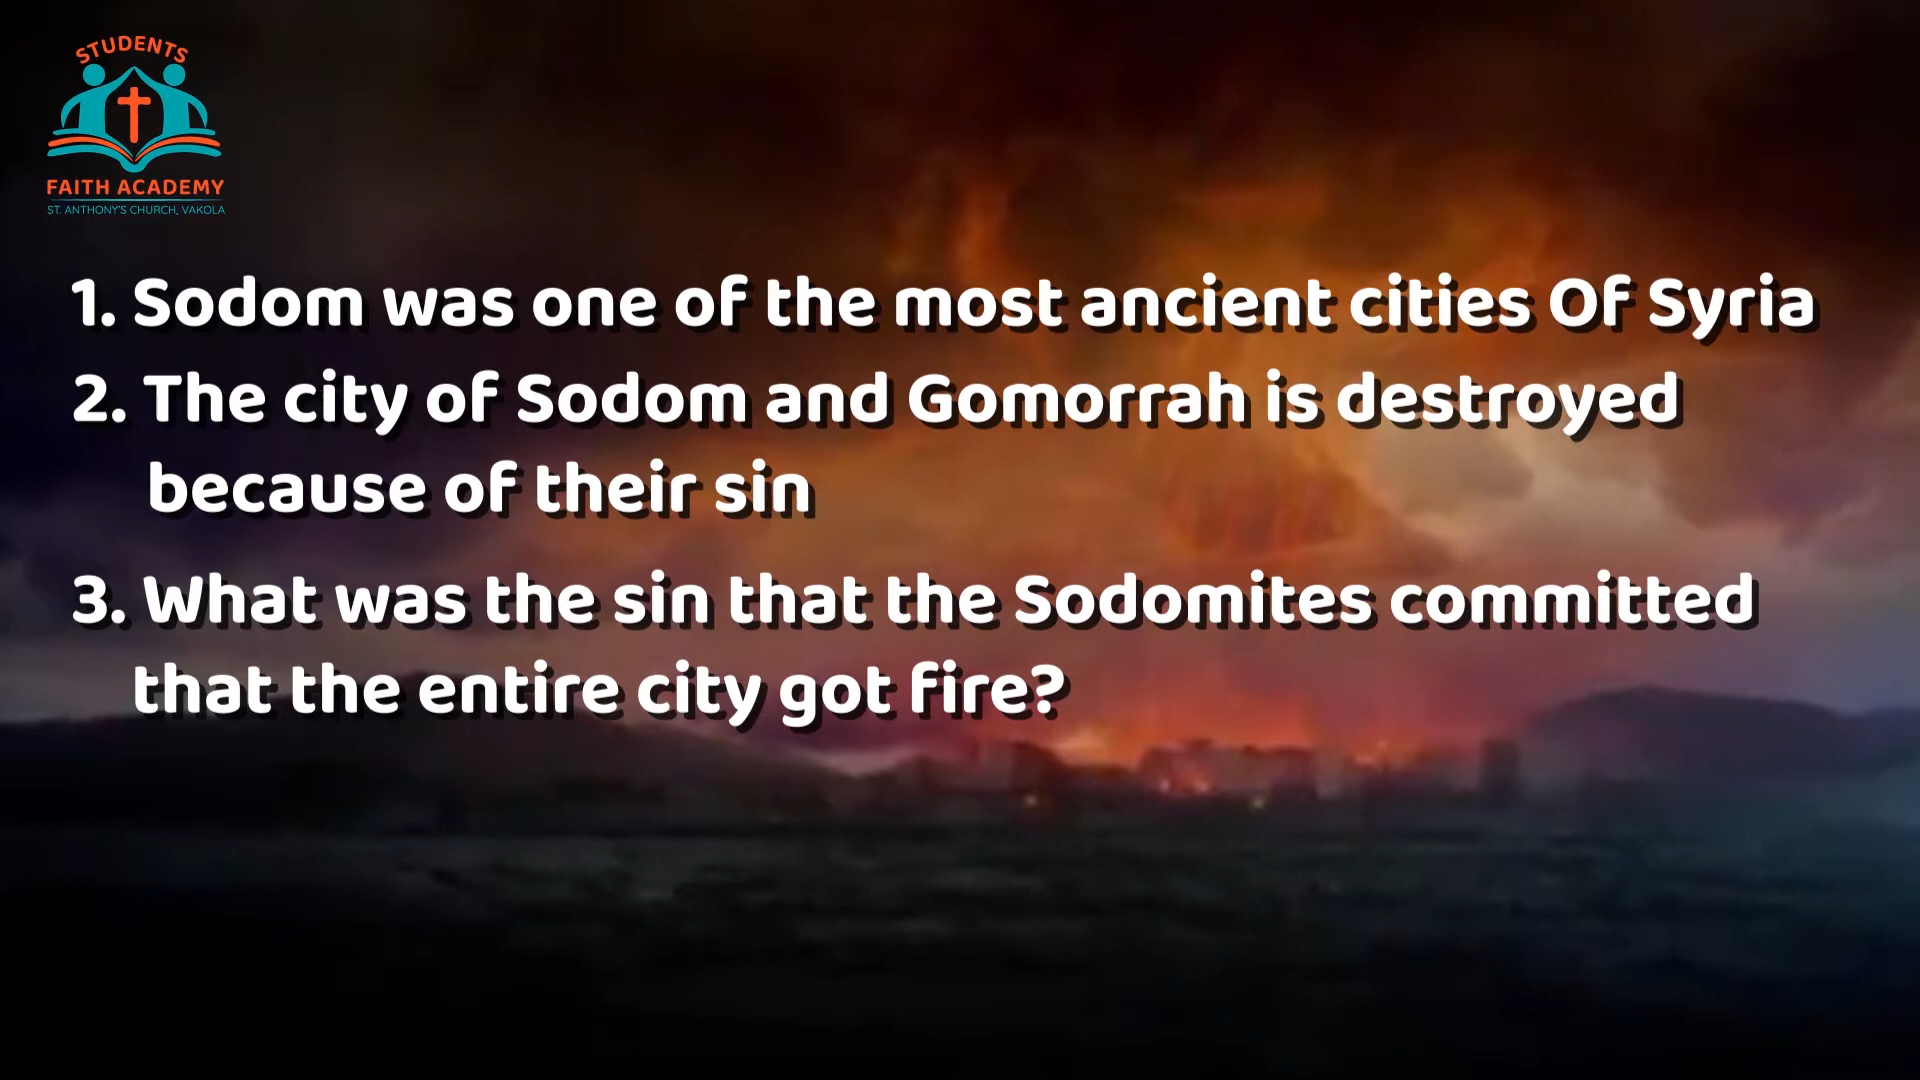 STUDENTS
FAITH ACADEMY
ST. ANTHONY'S CHURCH, VAKOLA
1. Sodom was one of the most ancient cities Of Syria
2. The city of Sodom and Gomorrah is destroyed
because of their sin
3. What was the sin that the Sodomites committed
that the entire city got fire?